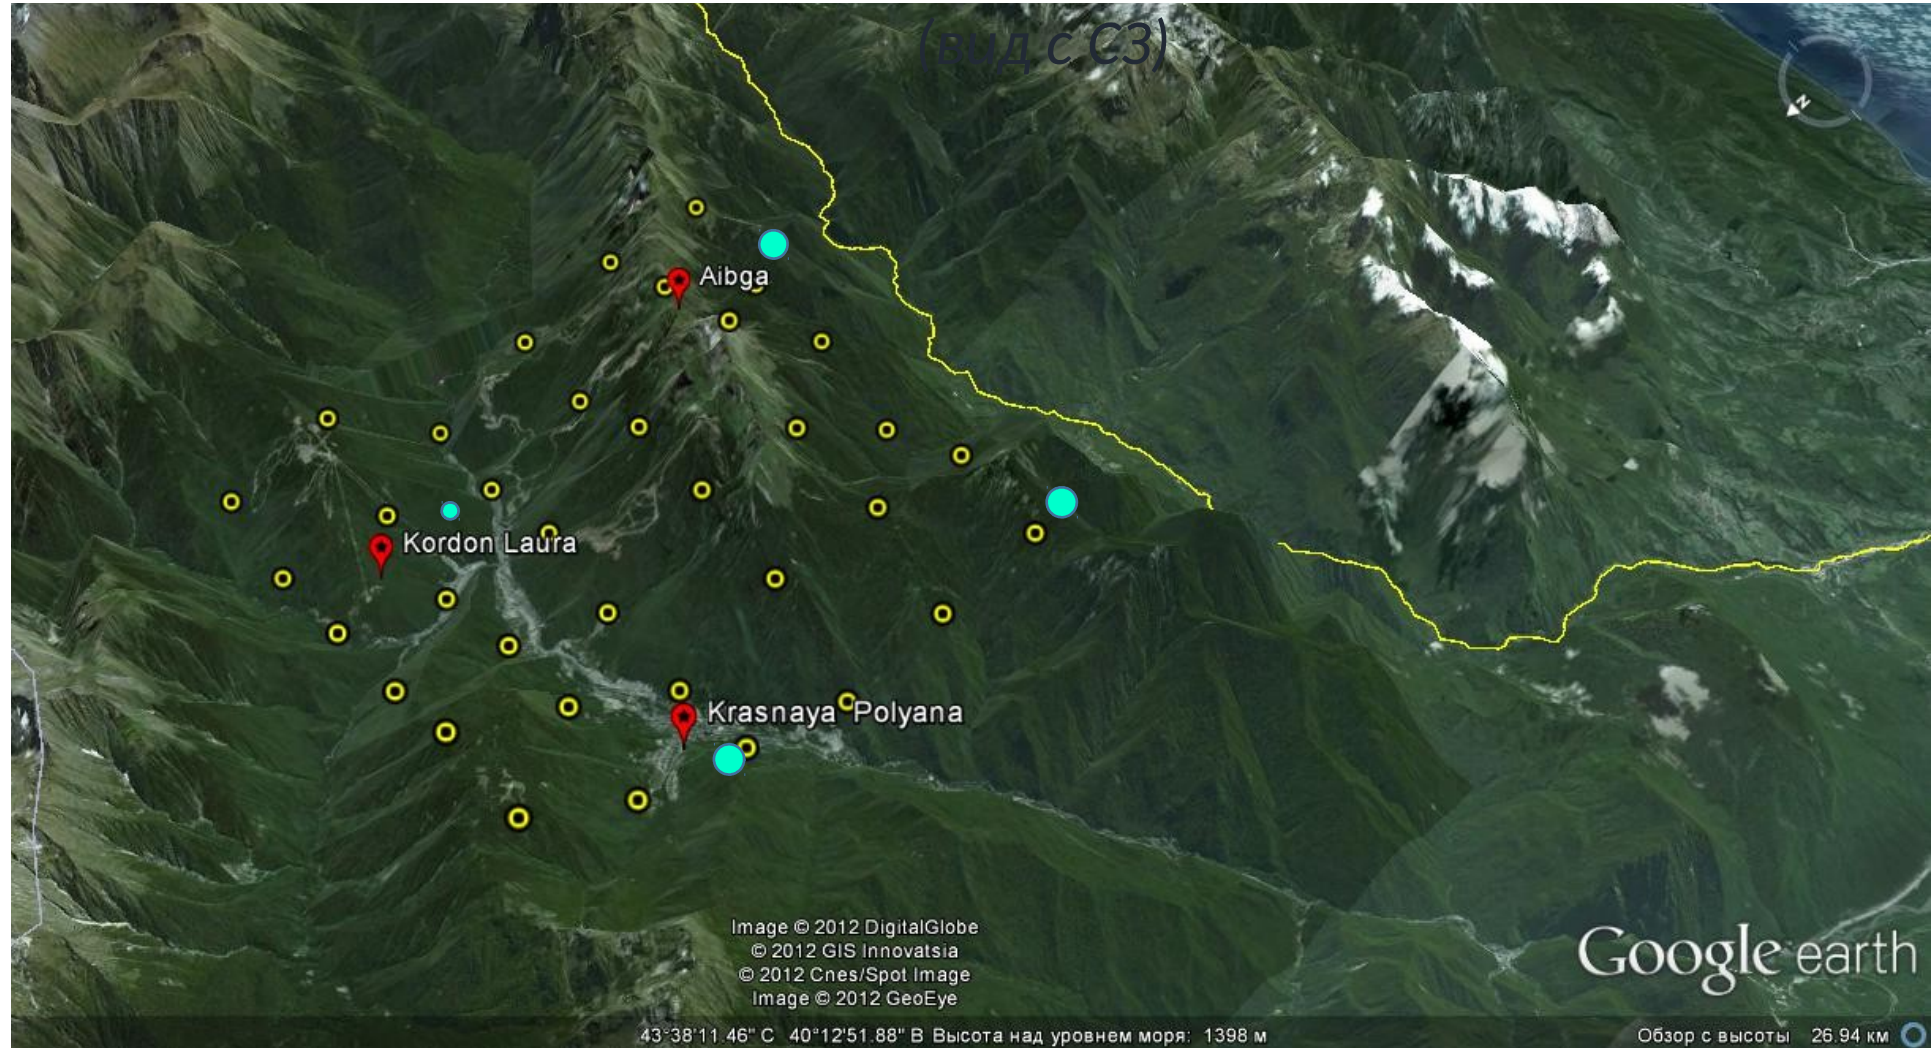 (вид с СЗ)
N
Aibga
Kordon Laura
Krasnaya Polyana
Image © 2012 DigitalGlobe
© 2012 GIS Innovatsia
© 2012 Cnes/Spot Image
Image © 2012 GeoEye
Google earth
43°38'11.46" С 40°12'51.88" В Высота над уровнем моря: 1398 м
Обзор с высоты 26.94 км